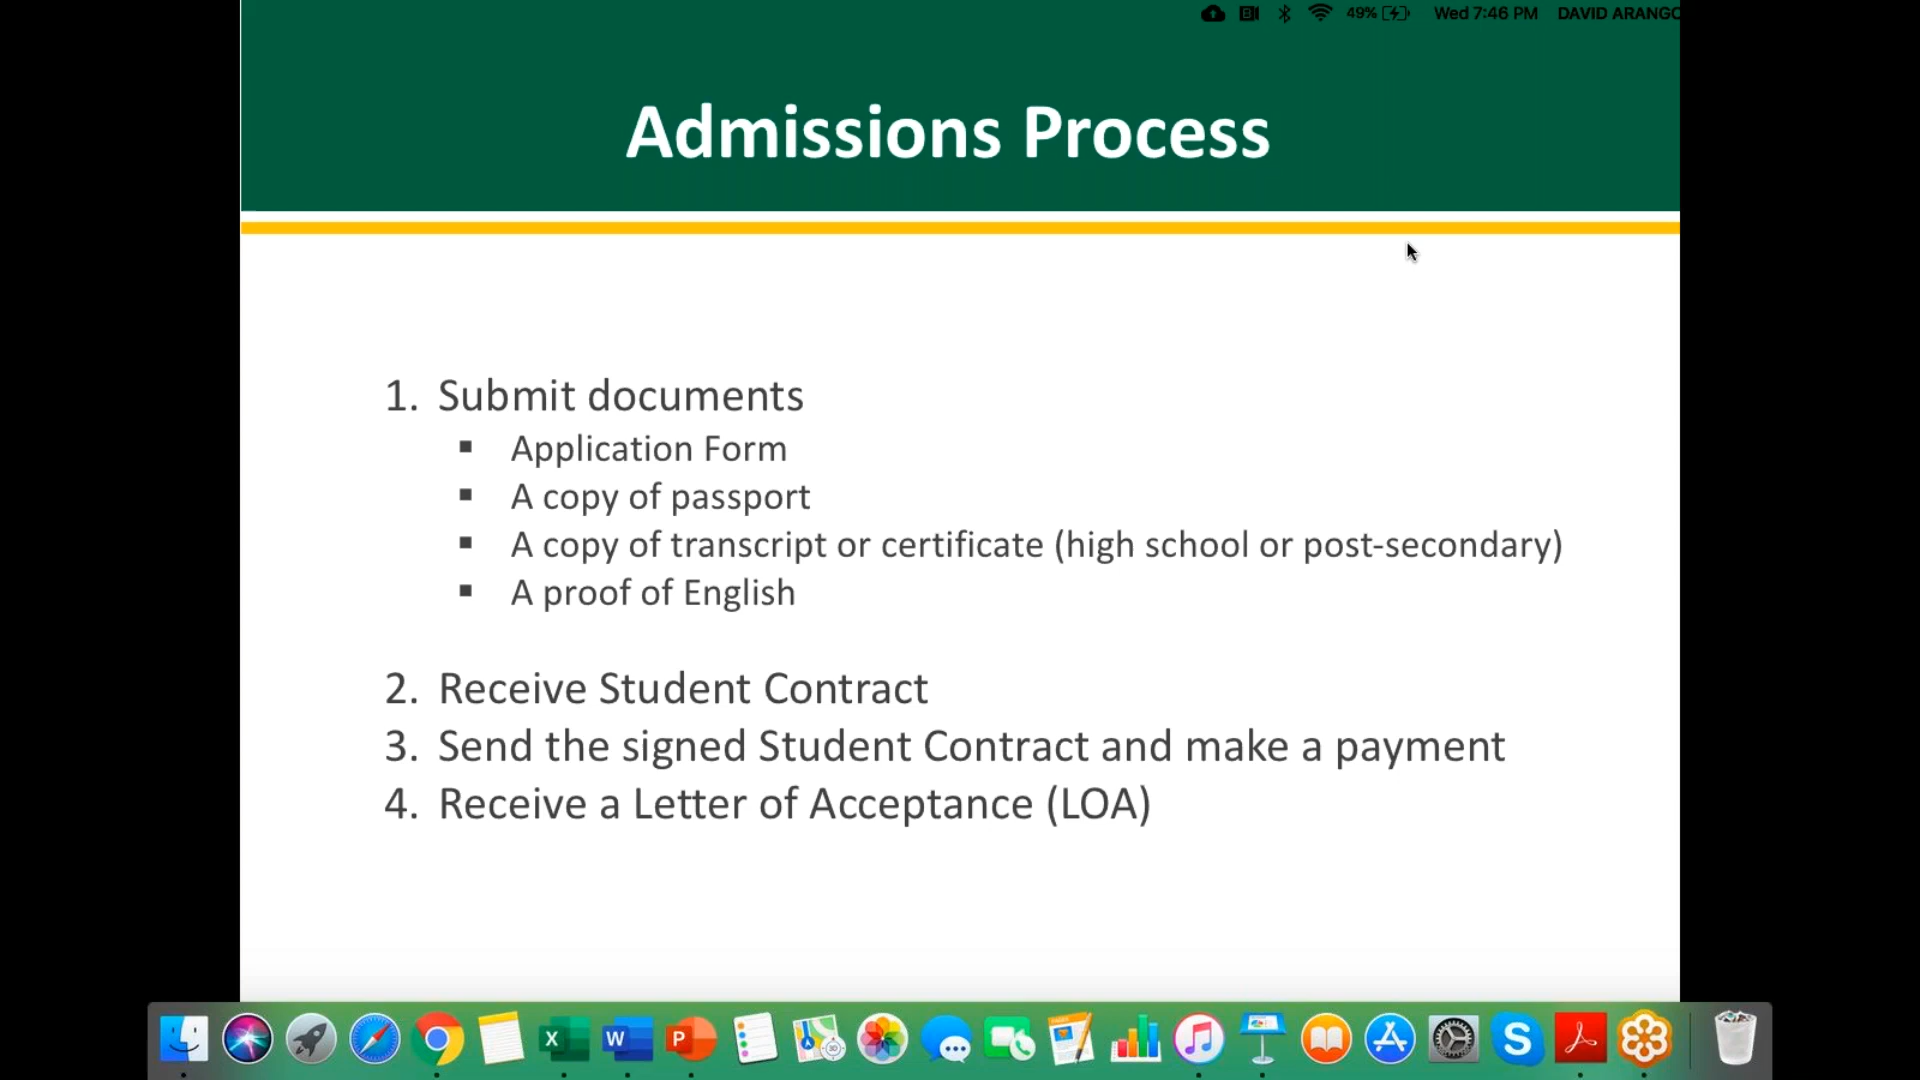 49% Wed 7:46 PM DAVID ARANGO
Admissions Process
1. Submit documents
▪ Application Form
▪ A copy of passport
▪ A copy of transcript or certificate (high school or post-secondary)
▪ A proof of English
2. Receive Student Contract
3. Send the signed Student Contract and make a payment
4. Receive a Letter of Acceptance (LOA)
X W P 3D S